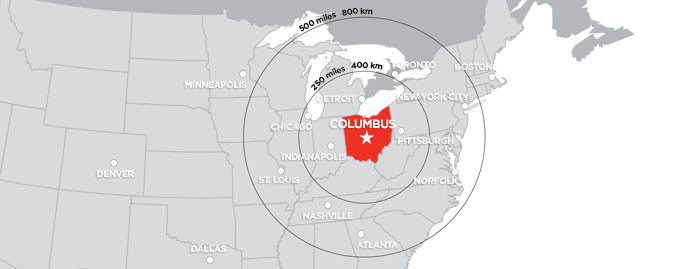 500 miles 800 km
250 miles 400 km
TORONTO
BOSTON
MINNEAPOLIS
DETROIT
NEW YORK CITY
CHICAGO
COLUMBUS
PITTSBURGH
INDIANAPOLIS
DENVER
ST. LOUIS
NORFOLK
NASHVILLE
ATLANTA
DALLAS